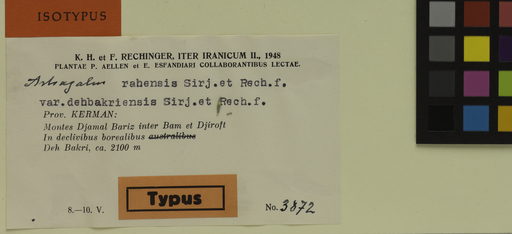 ISOTYPUS
K. H. et F. RECHINGER, ITER IRANICUM II., 1948
PLANTAE P. AELLEN et E. ESFANDIARI COLLABORANTIBUS LECTAE.
Astragalus rahensis Sirj.et Rech.f.
var.dehbakriensis Sirj.et Rech.f.
Prov. KERMAN:
Montes Djamal Bariz inter Bam et Djiroft
In declivibus borealibus australibus
Deh Bakri, ca. 2100 m
Typus
8.—10. V.
No. 3872